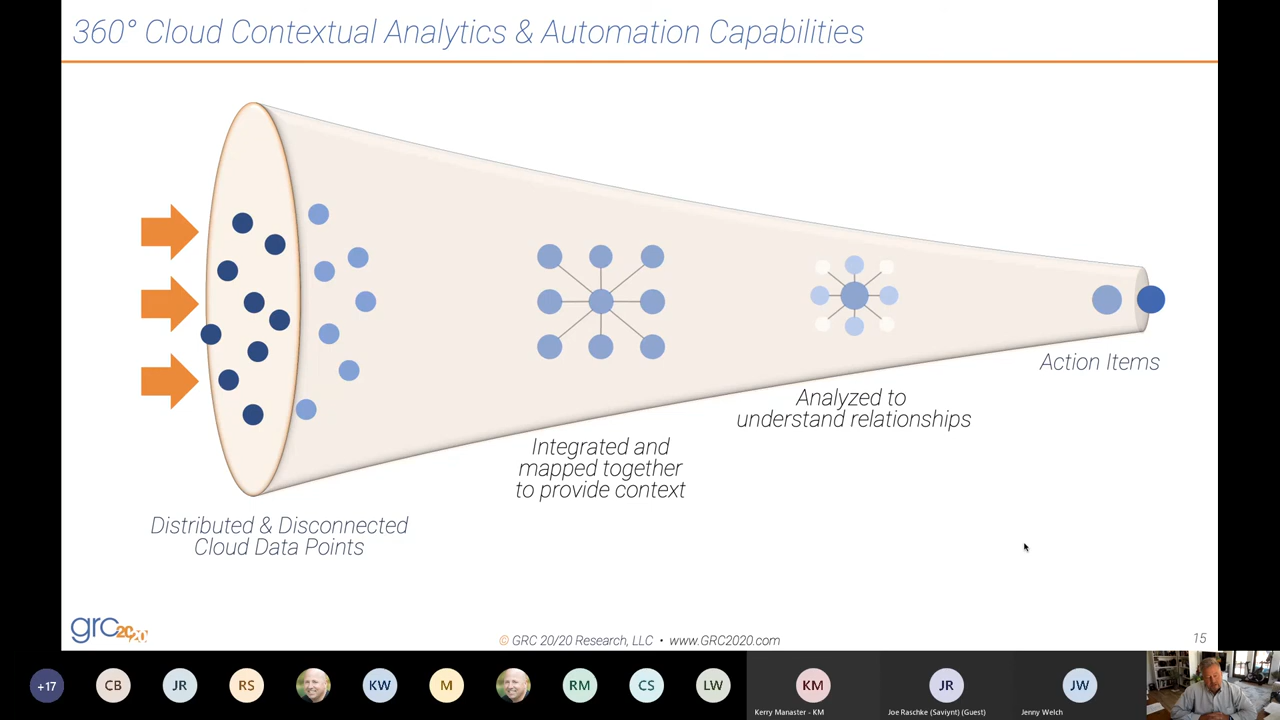 360° Cloud Contextual Analytics & Automation Capabilities
Action Items
Analyzed to
understand relationships
Integrated and
mapped together
to provide context
Distributed & Disconnected
Cloud Data Points
grc2020
© GRC 20/20 Research, LLC • www.GRC2020.com
15
+17
CB
JR
RS
KW
M
RM
CS
LW
KM
JR
JW
Kerry Manaster - KM
Joe Raschke (Saviynt) (Guest)
Jenny Welch